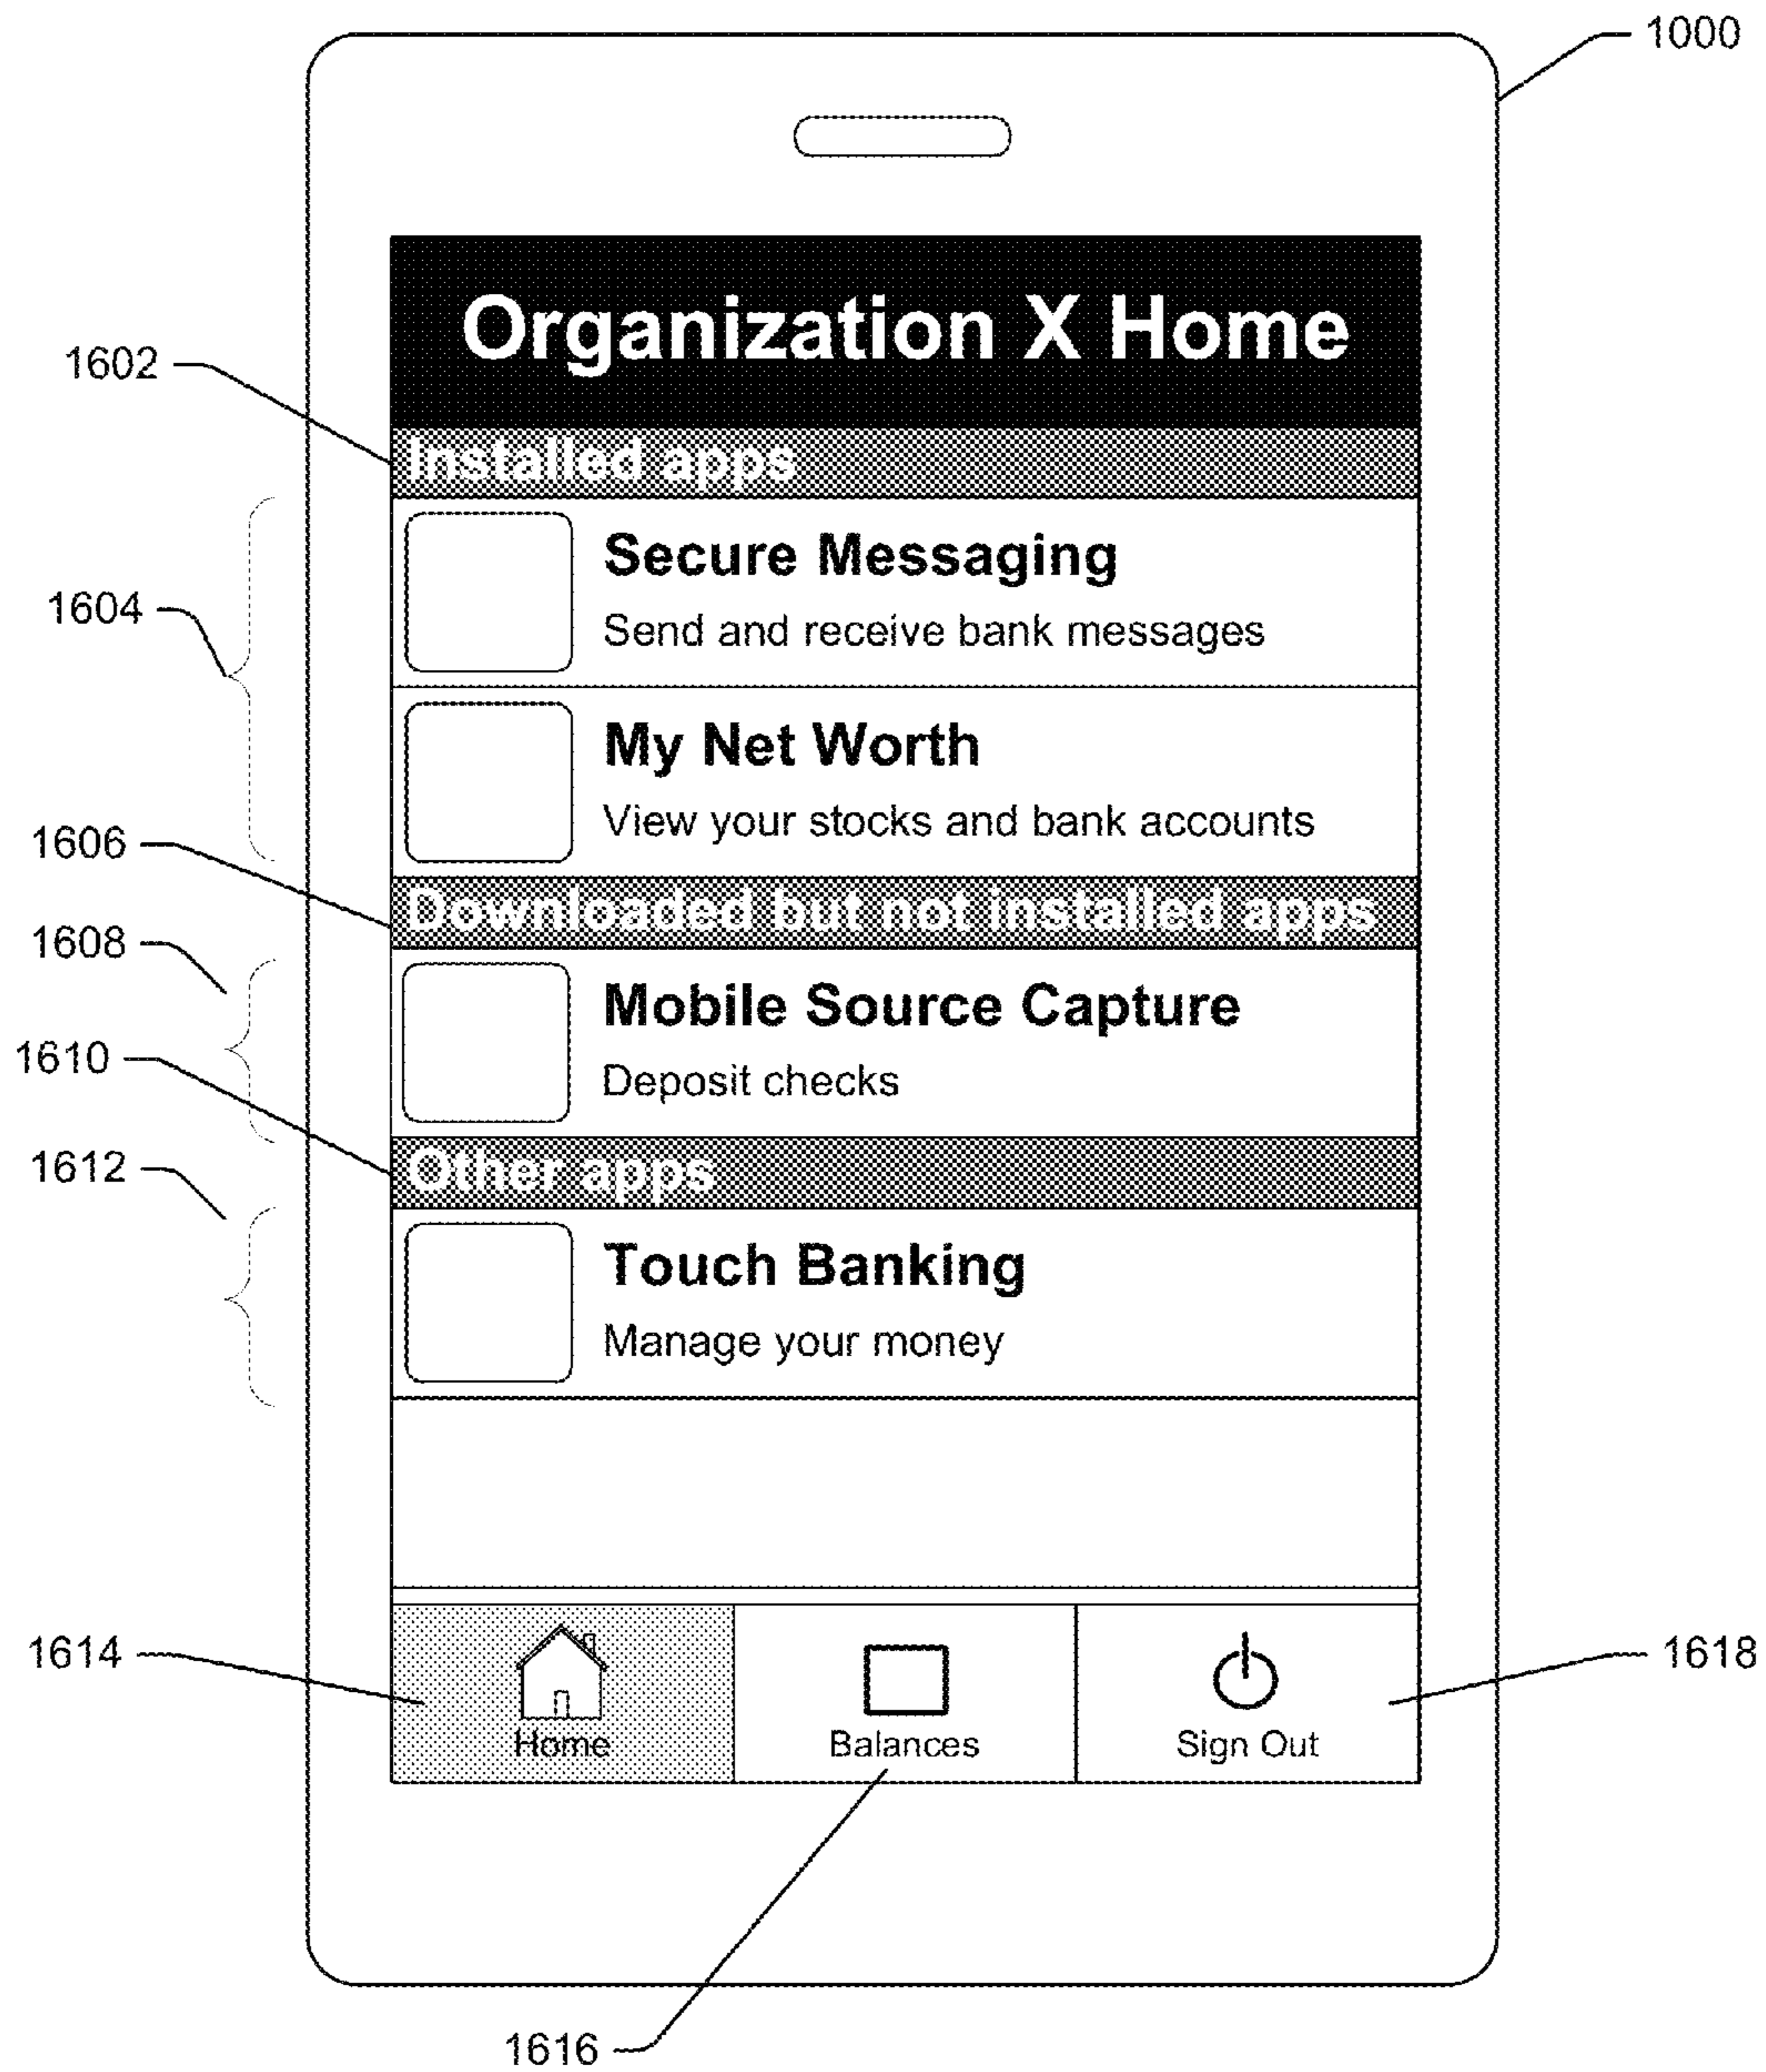 1000
Organization X Home
1602
Installed apps
Secure Messaging
1604
Send and receive bank messages
My Net Worth
View your stocks and bank accounts
1606
Downloaded but not installed apps
1608
Mobile Source Capture
1610
Deposit checks
1612
Other apps
Touch Banking
Manage your money
1614
1618
Home
Balances
Sign Out
1616